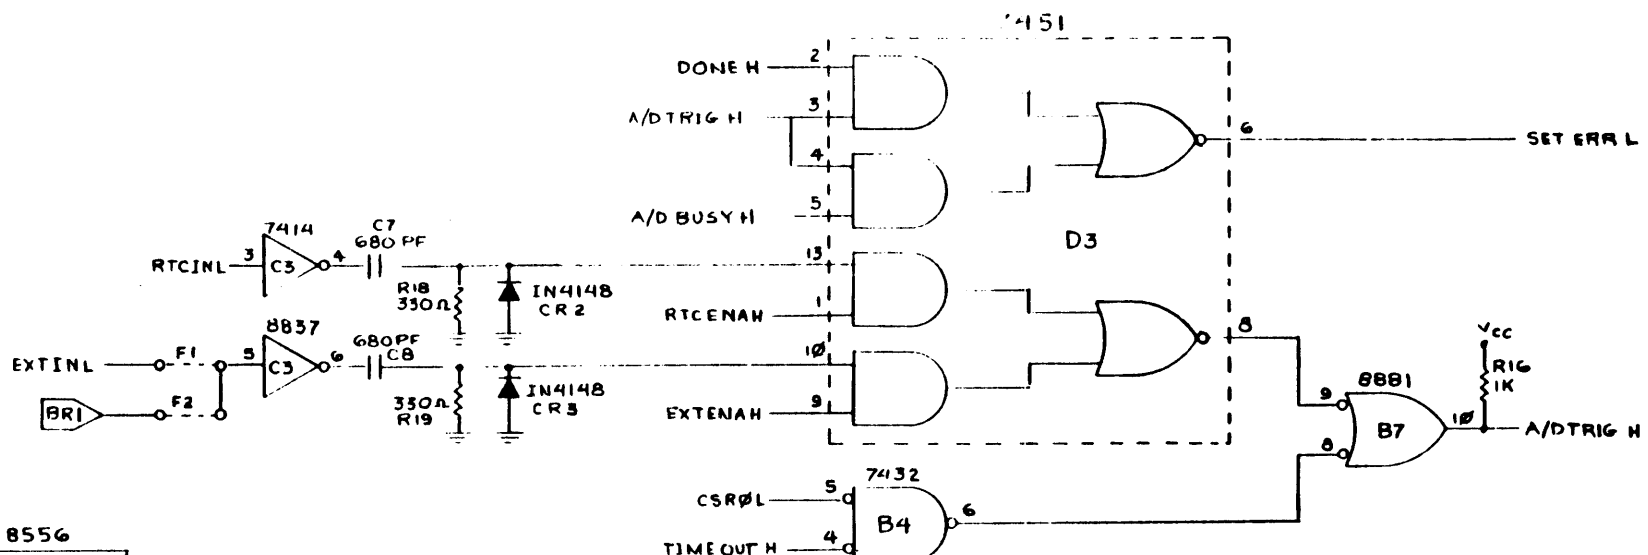 7451
DONE H
2
A/DTRIG H
3
4
A/D BUSY H
5
6
SET ERR L
D3
7414
C7
680 PF
RTCINL
3
C3
4
13
R18
330Ω
IN4148
CR2
RTCENAH
1
8837
680PF
C8
EXTINL
F1
5
C3
6
10
BR1
F2
330Ω
R19
IN4148
CR3
EXTENAH
9
8
8881
Vcc
R16
1K
9
8
B7
10
A/DTRIG H
7432
CSRØL
5
B4
6
TIMEOUT H
4
8556